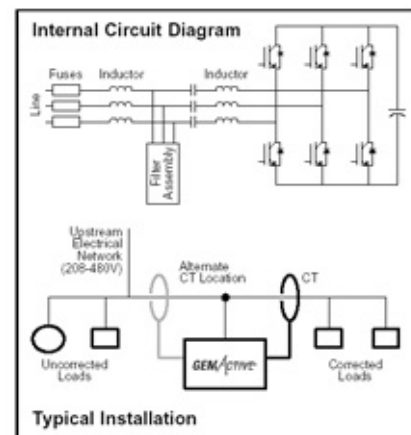 Internal Circuit Diagram
Fuses
Inductor
Inductor
Line
Filter
Assembly
Upstream
Electrical
Network
(208-480V)
Alternate
CT Location
CT
GENACTIVE
Uncorrected
Loads
Corrected
Loads
Typical Installation